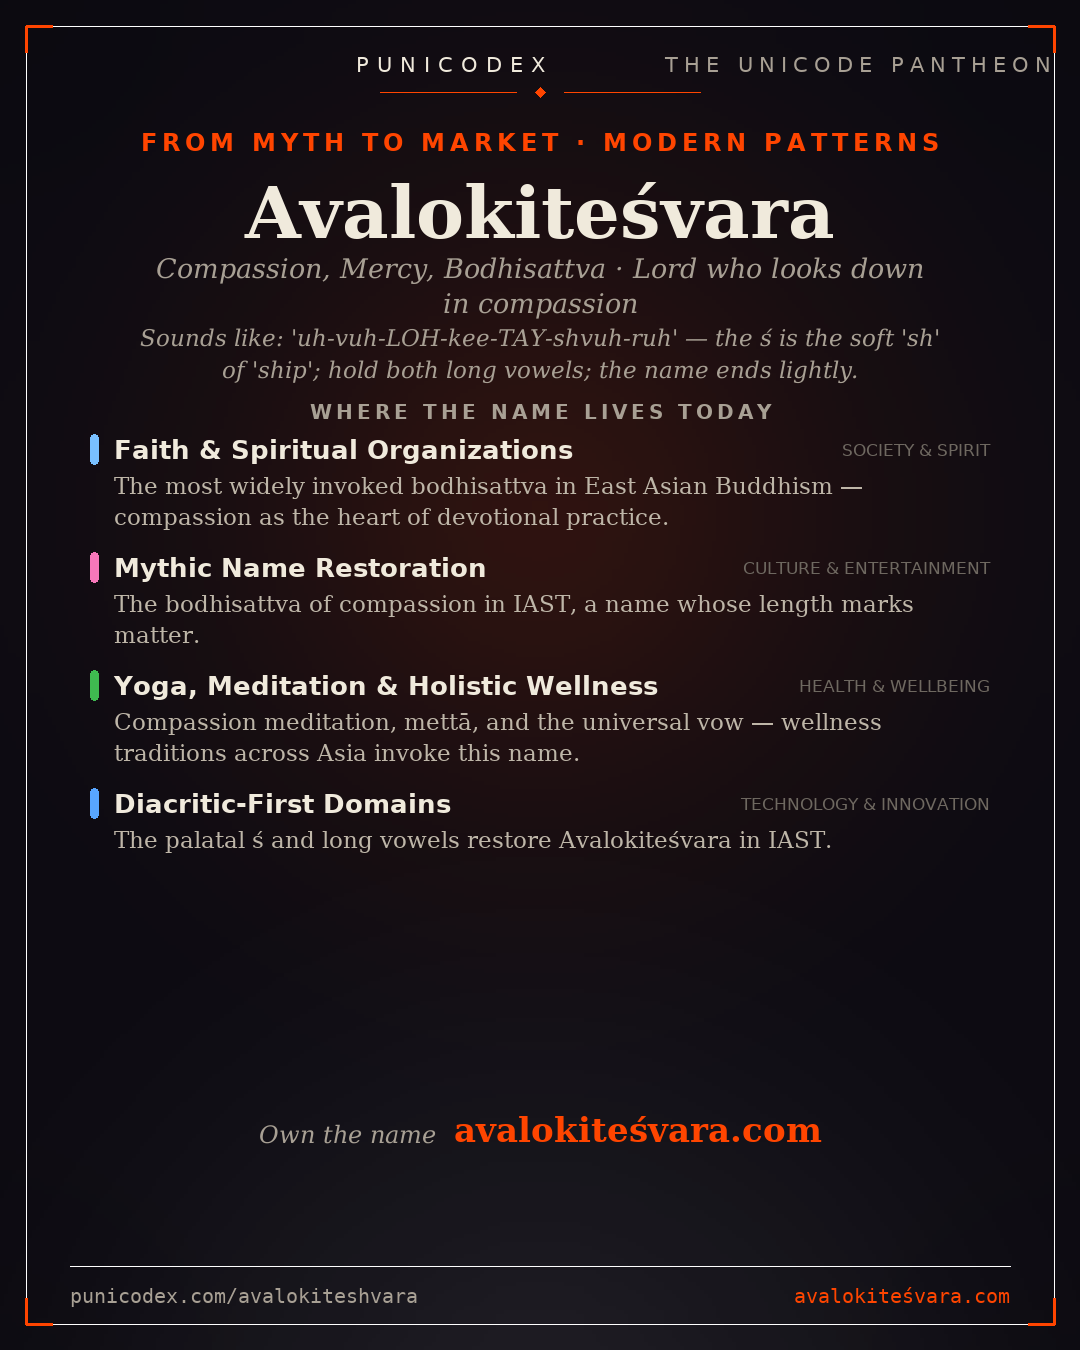 PUNICODEX THE UNICODE PANTHEON
FROM MYTH TO MARKET · MODERN PATTERNS
Avalokiteśvara
Compassion, Mercy, Bodhisattva · Lord who looks down
in compassion
Sounds like: 'uh-vuh-LOH-kee-TAY-shvuh-ruh' — the ś is the soft 'sh'
of 'ship'; hold both long vowels; the name ends lightly.
WHERE THE NAME LIVES TODAY
Faith & Spiritual Organizations SOCIETY & SPIRIT
The most widely invoked bodhisattva in East Asian Buddhism —
compassion as the heart of devotional practice.
Mythic Name Restoration CULTURE & ENTERTAINMENT
The bodhisattva of compassion in IAST, a name whose length marks
matter.
Yoga, Meditation & Holistic Wellness HEALTH & WELLBEING
Compassion meditation, mettā, and the universal vow — wellness
traditions across Asia invoke this name.
Diacritic-First Domains TECHNOLOGY & INNOVATION
The palatal ś and long vowels restore Avalokiteśvara in IAST.
Own the name avalokiteśvara.com
punicodex.com/avalokiteshvara avalokiteśvara.com